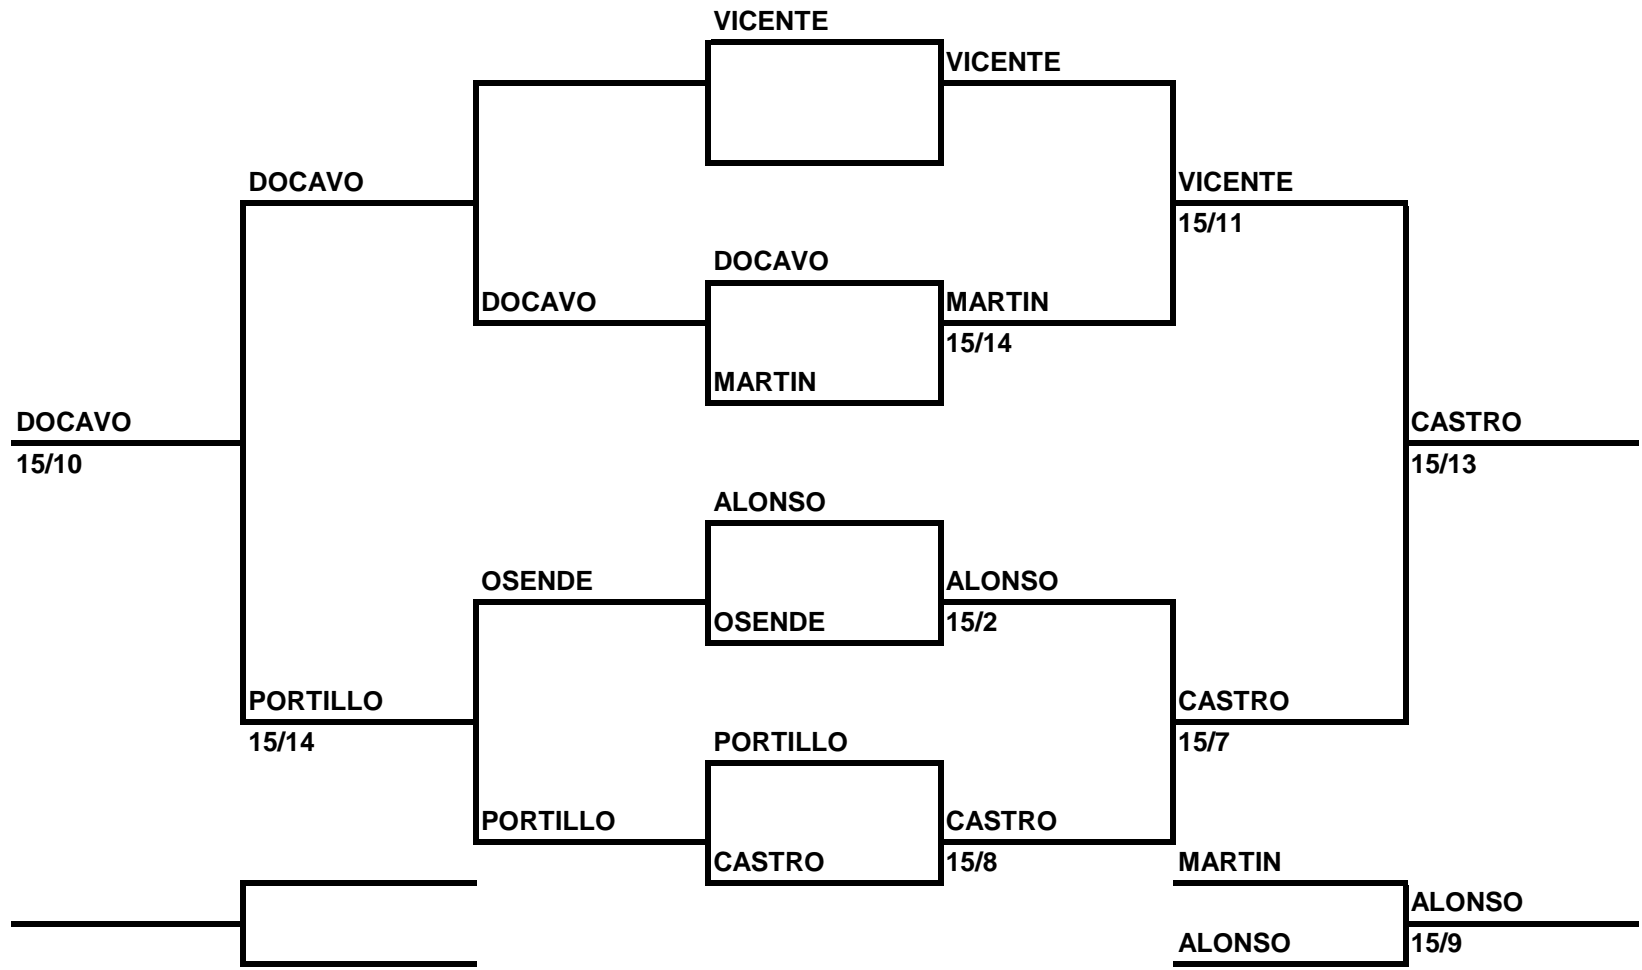 VICENTE
VICENTE
DOCAVO
VICENTE
15/11
DOCAVO
DOCAVO
MARTIN
15/14
MARTIN
DOCAVO
15/10
CASTRO
15/13
ALONSO
OSENDE
ALONSO
OSENDE
15/2
PORTILLO
15/14
CASTRO
15/7
PORTILLO
PORTILLO
CASTRO
CASTRO
15/8
MARTIN
ALONSO
ALONSO
15/9